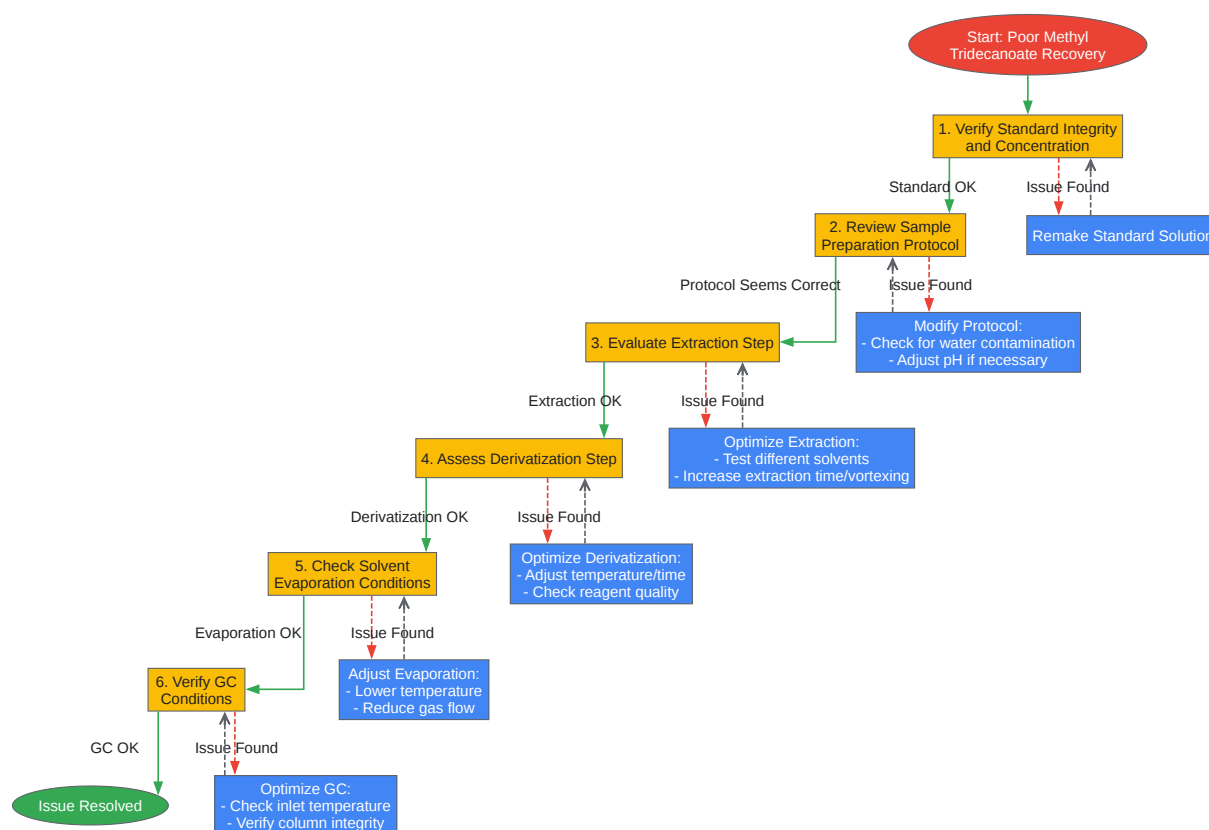 Start: Poor Methyl
Tridecanoate Recovery
1. Verify Standard Integrity
and Concentration
Standard OK
Issue Found
2. Review Sample
Preparation Protocol
Remake Standard Solution
Protocol Seems Correct
Issue Found
Modify Protocol:
- Check for water contamination
- Adjust pH if necessary
3. Evaluate Extraction Step
Extraction OK
Issue Found
Optimize Extraction:
- Test different solvents
- Increase extraction time/vortexing
4. Assess Derivatization Step
Derivatization OK
Issue Found
Optimize Derivatization:
- Adjust temperature/time
- Check reagent quality
5. Check Solvent
Evaporation Conditions
Evaporation OK
Issue Found
Adjust Evaporation:
- Lower temperature
- Reduce gas flow
6. Verify GC
Conditions
GC OK
Issue Found
Optimize GC:
- Check inlet temperature
- Verify column integrity
Issue Resolved